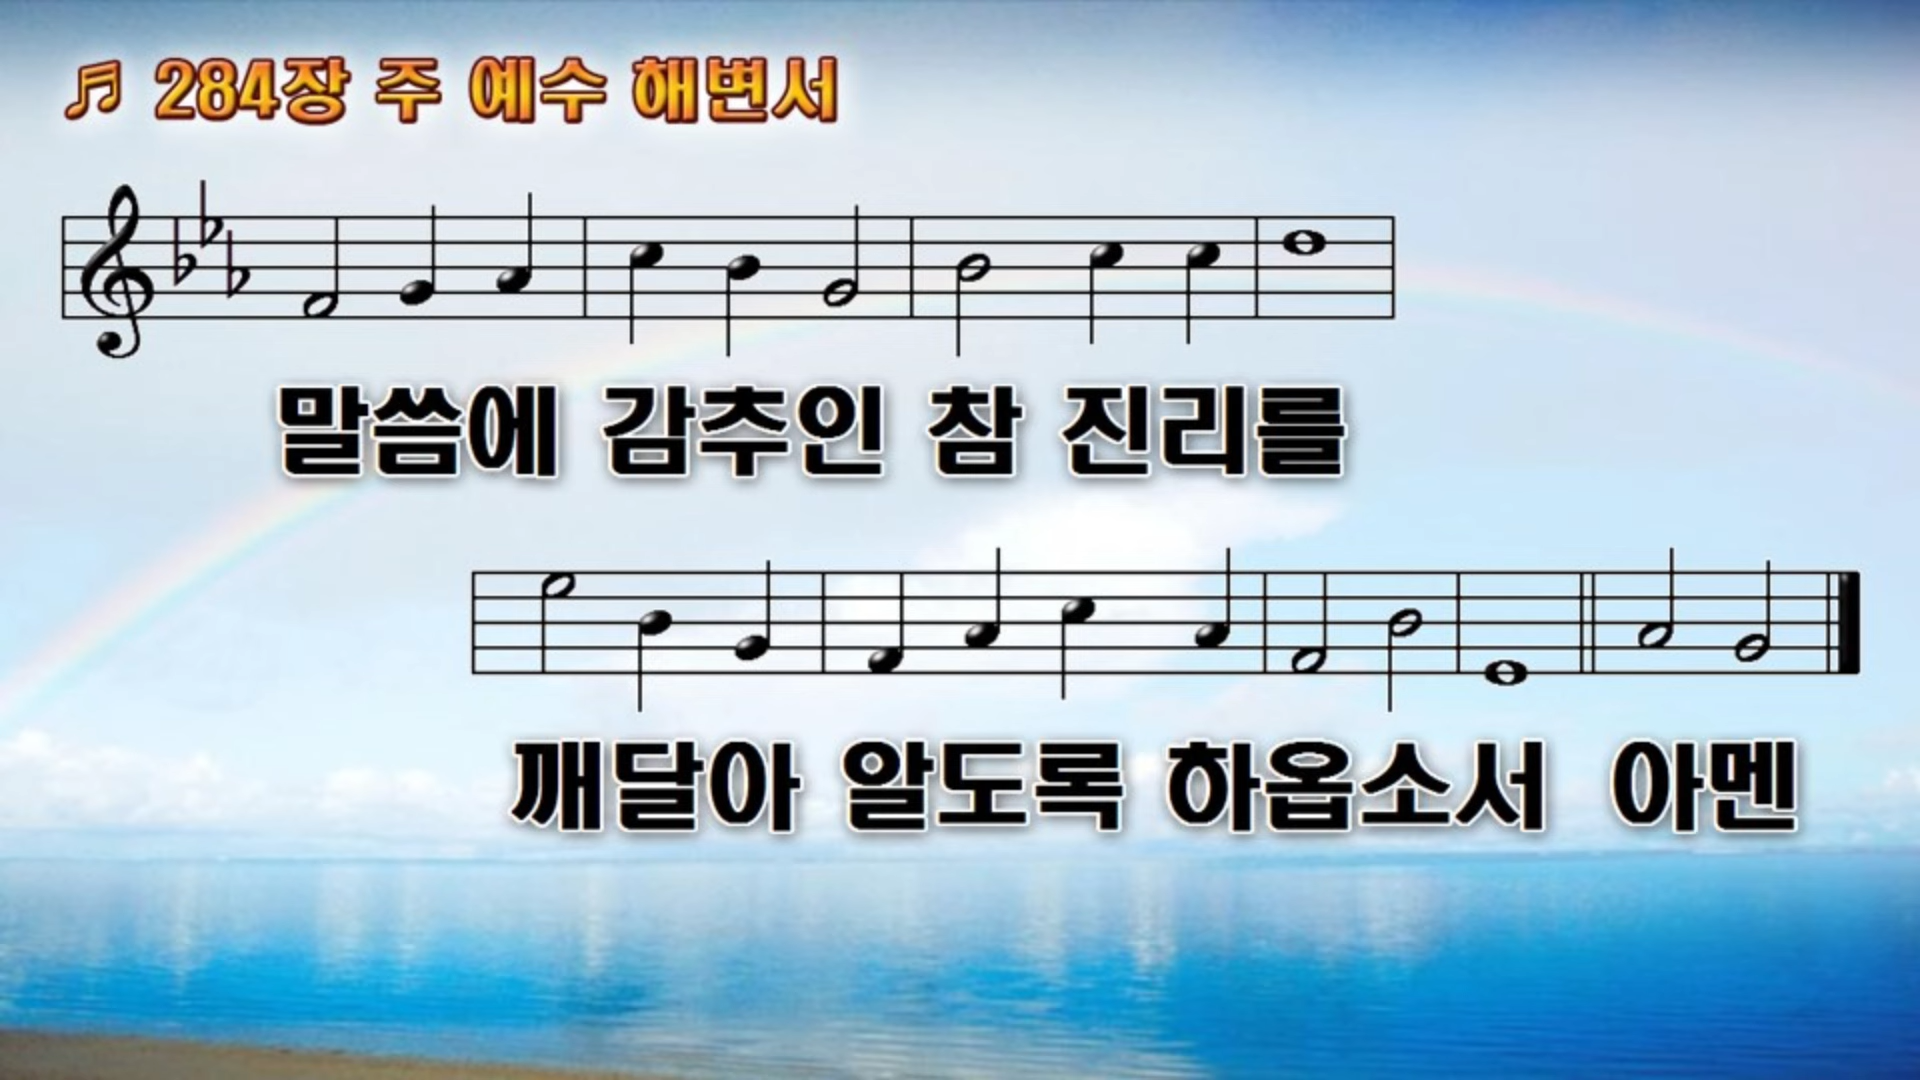 ♬ 284장 주 예수 해변서
말씀에 감추인 참 진리를
깨달아 알도록 하옵소서 아멘